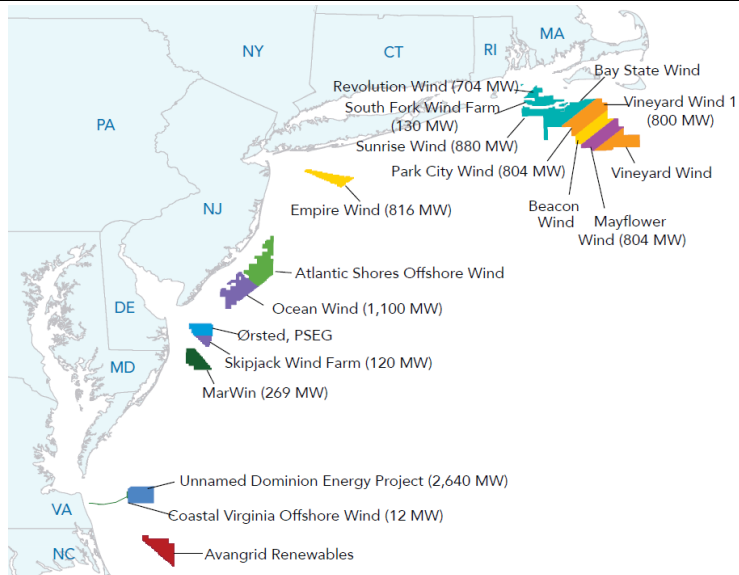 MA
NY
CT
RI
Bay State Wind
Revolution Wind (704 MW)
Vineyard Wind 1
(800 MW)
South Fork Wind Farm
(130 MW)
PA
Sunrise Wind (880 MW)
Park City Wind (804 MW)
Vineyard Wind
Beacon
Wind
Mayflower
Wind (804 MW)
NJ
Empire Wind (816 MW)
Atlantic Shores Offshore Wind
DE
Ocean Wind (1,100 MW)
Ørsted, PSEG
Skipjack Wind Farm (120 MW)
MD
MarWin (269 MW)
Unnamed Dominion Energy Project (2,640 MW)
VA
Coastal Virginia Offshore Wind (12 MW)
NC
Avangrid Renewables